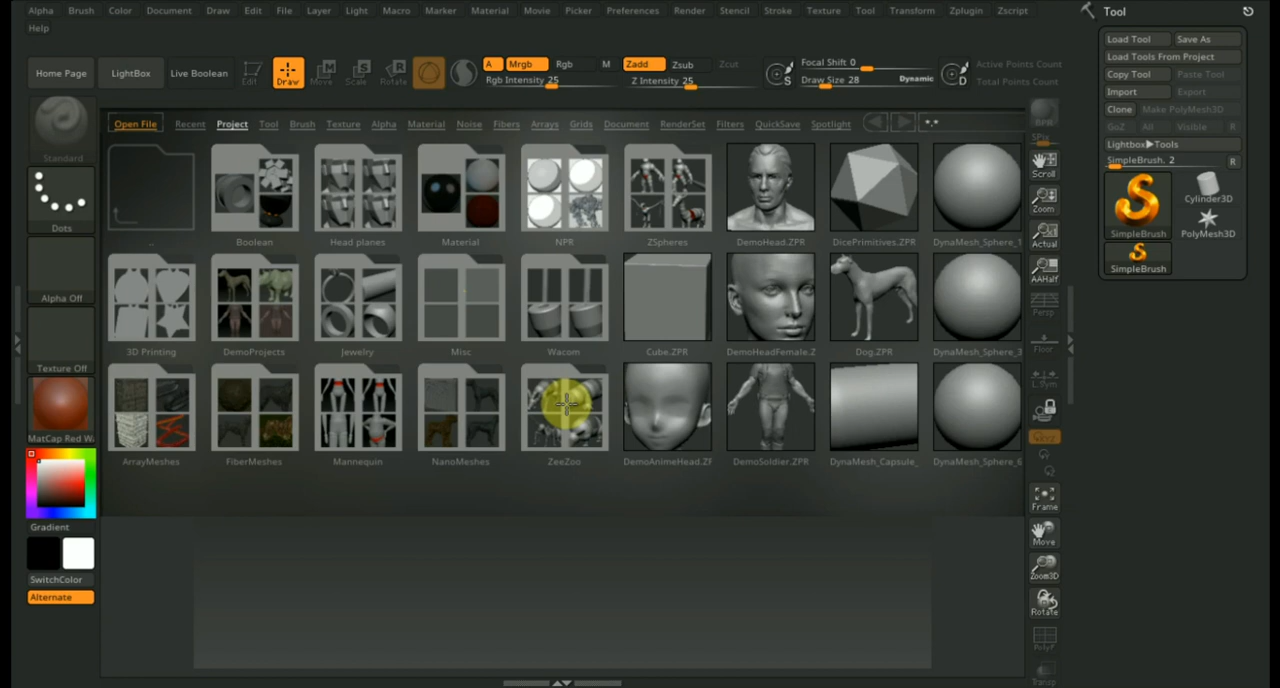 Alpha Brush Color Document Draw Edit File Layer Light Macro Marker Material Movie Picker Preferences Render Stencil Stroke Texture Tool Transform Zplugin Zscript
Help
Home Page LightBox Live Boolean Edit Draw Move Scale Rotate
A Mrgb Rgb M
Rgb Intensity 25
Zadd Zsub Zcut
Z Intensity 25
S
Focal Shift 0
Draw Size 28 Dynamic
D
Active Points Count
Total Points Count
Open File Recent Project Tool Brush Texture Alpha Material Noise Fibers Arrays Grids Document RenderSet Filters QuickSave Spotlight *.*
.. Boolean Head planes Material NPR ZSpheres DemoHead.ZPR DicePrimitives.ZPR DynaMesh_Sphere_1
3D Printing DemoProjects Jewelry Misc Wacom Cube.ZPR DemoHeadFemale.Z Dog.ZPR DynaMesh_Sphere_3
ArrayMeshes FiberMeshes Mannequin NanoMeshes ZeeZoo DemoAnimeHead.ZF DemoSoldier.ZPR DynaMesh_Capsule_ DynaMesh_Sphere_6
Standard
Dots
Alpha Off
Texture Off
MatCap Red W
Gradient
SwitchColor
Alternate
BPR
SPix
Scroll
Zoom
Actual
AAHalf
Persp
Floor
L.Sym
Frame
Move
Zoom3D
Rotate
PolyF
Transp
Tool
Load Tool Save As
Load Tools From Project
Copy Tool Paste Tool
Import Export
Clone Make PolyMesh3D
GoZ All Visible R
Lightbox▶Tools
SimpleBrush. 2 R
SimpleBrush
Cylinder3D
PolyMesh3D
SimpleBrush